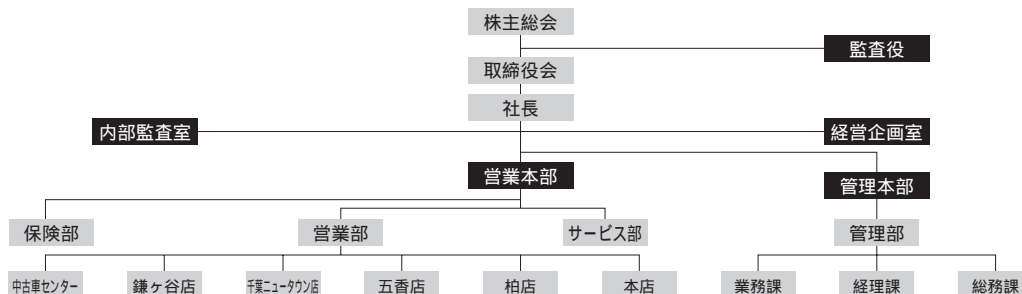 株主総会
監査役
取締役会
社長
内部監査室
経営企画室
営業本部
管理本部
保険部
営業部
サービス部
管理部
中古車センター
鎌ヶ谷店
千葉ニュータウン店
五香店
柏店
本店
業務課
経理課
総務課